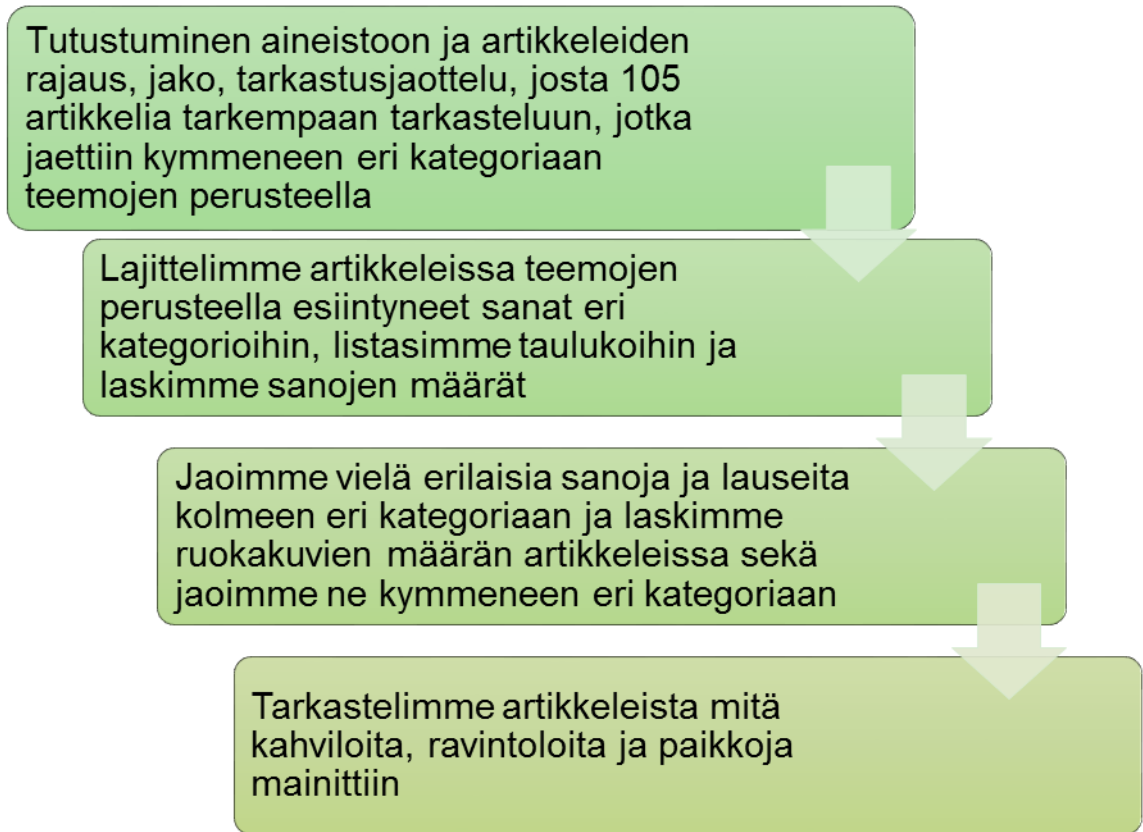 Tutustuminen aineistoon ja artikkeleiden
rajaus, jako, tarkastusjaottelu, josta 105
artikkelia tarkempaan tarkasteluun, jotka
jaettiin kymmeneen eri kategoriaan
teemojen perusteella
Lajittelimme artikkeleissa teemojen
perusteella esiintyneet sanat eri
kategorioihin, listasimme taulukoihin ja
laskimme sanojen määrät
Jaoimme vielä erilaisia sanoja ja lauseita
kolmeen eri kategoriaan ja laskimme
ruokakuvien määrän artikkeleissa sekä
jaoimme ne kymmeneen eri kategoriaan
Tarkastelimme artikkeleista mitä
kahviloita, ravintoloita ja paikkoja
mainittiin